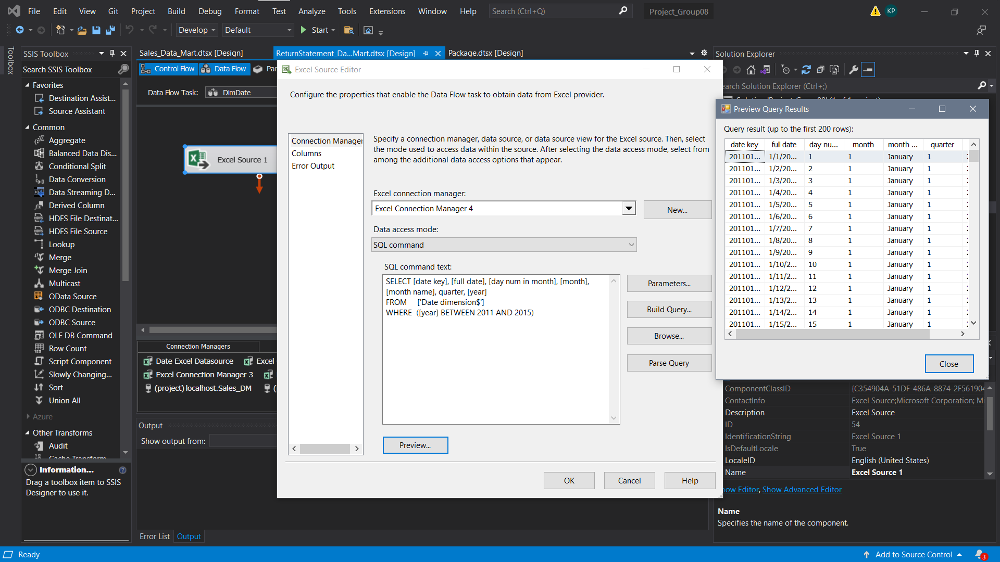 File Edit View Git Project Build Debug Format Test Analyze Tools Extensions Window Help Search (Ctrl+Q) Project_Group08 KP
Develop Default Start
Toolbox
SSIS Toolbox
Search SSIS Toolbox
Favorites
Destination Assist...
Source Assistant
Common
Aggregate
Balanced Data Dis...
Conditional Split
Data Conversion
Data Streaming D...
Derived Column
HDFS File Destinat...
HDFS File Source
Lookup
Merge
Merge Join
Multicast
OData Source
ODBC Destination
ODBC Source
OLE DB Command
Row Count
Script Component
Slowly Changing...
Sort
Union All
Azure
Other Transforms
Audit
Cache Transform
Information...
Drag a toolbox item to SSIS
Designer to use it.
Sales_Data_Mart.dtsx [Design] ReturnStatement_Da...Mart.dtsx [Design] Package.dtsx [Design]
Control Flow Data Flow Par
Data Flow Task: DimDate
Excel Source 1
Connection Managers
Date Excel Datasource Excel
Excel Connection Manager 3
(project) localhost.Sales_DM (
Output
Show output from:
Error List Output
Excel Source Editor
Configure the properties that enable the Data Flow task to obtain data from Excel provider.
Connection Manager
Columns
Error Output
Specify a connection manager, data source, or data source view for the Excel source. Then, select
the mode used to access data within the source. After selecting the data access mode, select from
among the additional data access options that appear.
Excel connection manager:
Excel Connection Manager 4
New...
Data access mode:
SQL command
SQL command text:
SELECT [date key], [full date], [day num in month], [month],
[month name], quarter, [year]
FROM ['Date dimension$']
WHERE ([year] BETWEEN 2011 AND 2015)
Parameters...
Build Query...
Browse...
Parse Query
Preview...
OK Cancel Help
Solution Explorer
earch Solution Explorer (Ctrl+;)
Preview Query Results
Query result (up to the first 200 rows):
date key full date day nu... month month ... quarter
201101... 1/1/20... 1 1 January 1
201101... 1/2/20... 2 1 January 1
201101... 1/3/20... 3 1 January 1
201101... 1/4/20... 4 1 January 1
201101... 1/5/20... 5 1 January 1
201101... 1/6/20... 6 1 January 1
201101... 1/7/20... 7 1 January 1
201101... 1/8/20... 8 1 January 1
201101... 1/9/20... 9 1 January 1
201101... 1/10/2... 10 1 January 1
201101... 1/11/2... 11 1 January 1
201101... 1/12/2... 12 1 January 1
201101... 1/13/2... 13 1 January 1
201101... 1/14/2... 14 1 January 1
201101... 1/15/2... 15 1 January 1
Close
ComponentClassID {C354904A-51DF-486A-8874-2F561904
ContactInfo Excel Source;Microsoft Corporation; Mi
Description Excel Source
ID 54
IdentificationString Excel Source 1
IsDefaultLocale True
LocaleID English (United States)
Name Excel Source 1
how Editor, Show Advanced Editor
Name
Specifies the name of the component.
Ready
Add to Source Control 3